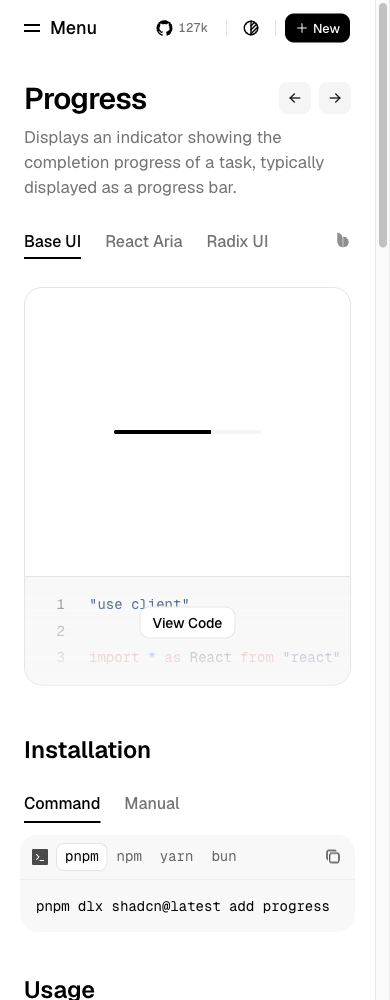 Menu
127k
+ New
Progress
Displays an indicator showing the
completion progress of a task, typically
displayed as a progress bar.
Base UI
React Aria
Radix UI
1 "use client"
View Code
2
3 import * as React from "react"
Installation
Command
Manual
pnpm
npm
yarn
bun
pnpm dlx shadcn@latest add progress
Usage